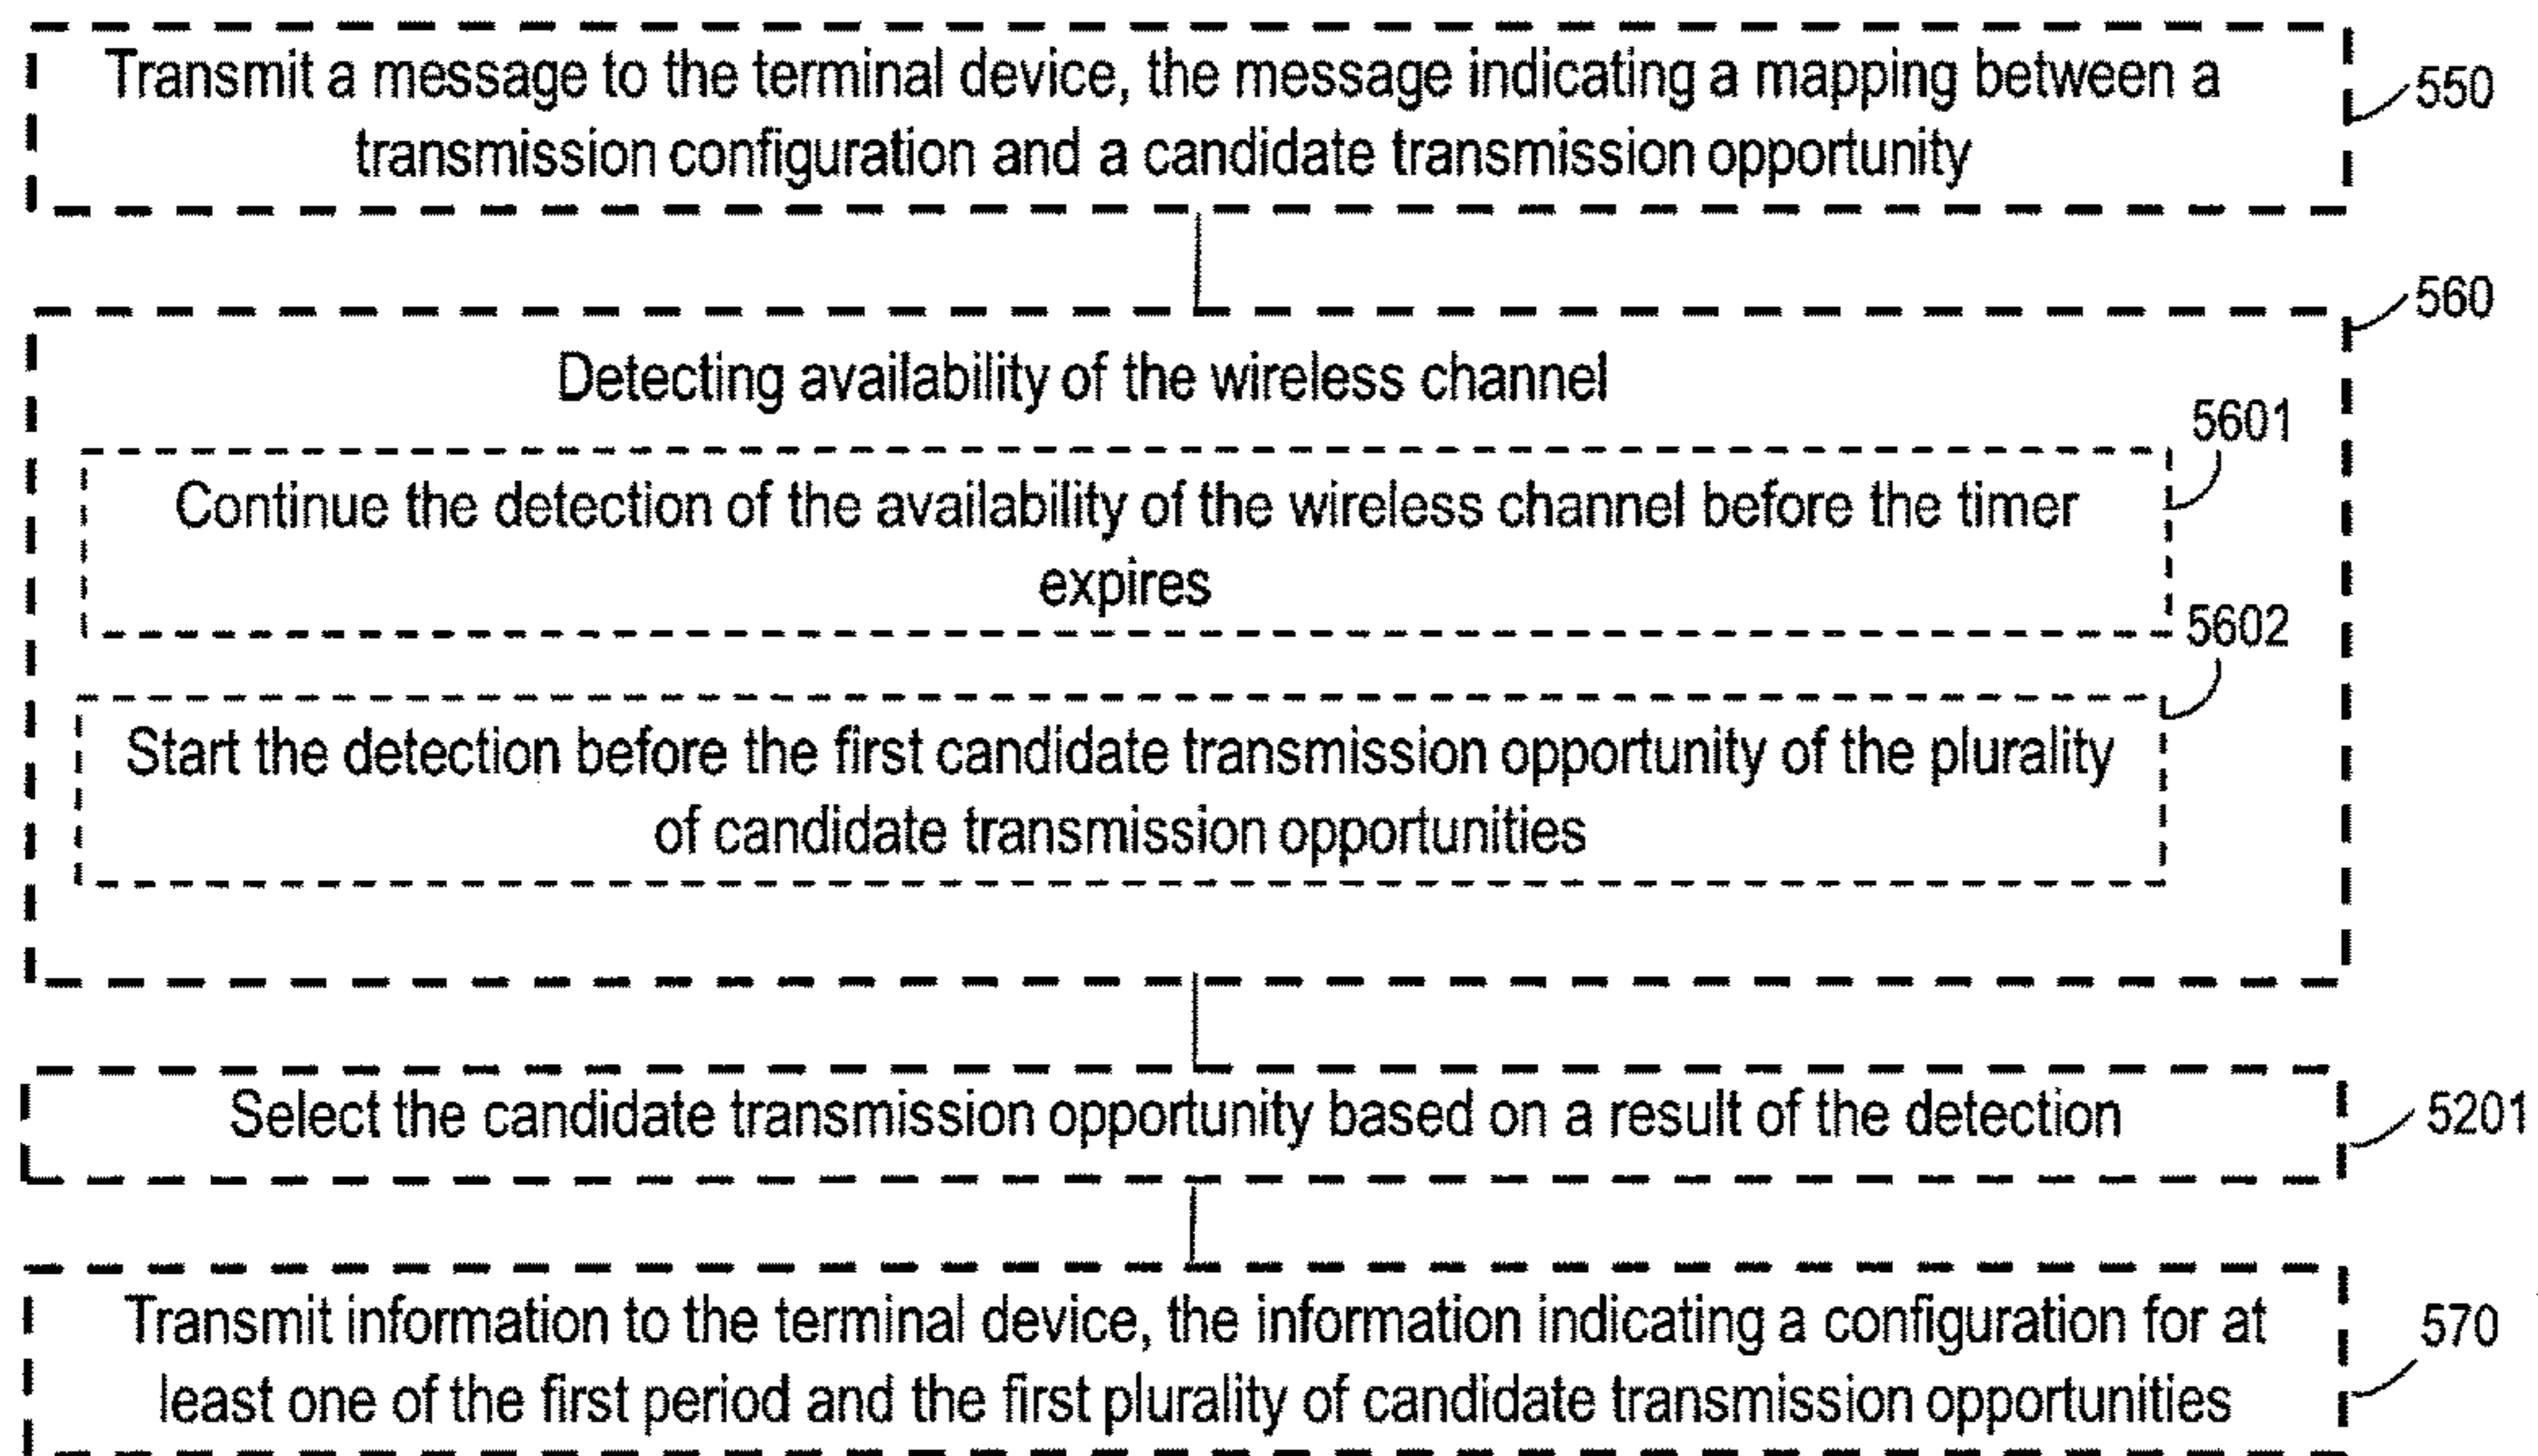 Transmit a message to the terminal device, the message indicating a mapping between a
transmission configuration and a candidate transmission opportunity
550
560
Detecting availability of the wireless channel
5601
Continue the detection of the availability of the wireless channel before the timer
expires
5602
Start the detection before the first candidate transmission opportunity of the plurality
of candidate transmission opportunities
Select the candidate transmission opportunity based on a result of the detection
5201
Transmit information to the terminal device, the information indicating a configuration for at
least one of the first period and the first plurality of candidate transmission opportunities
570